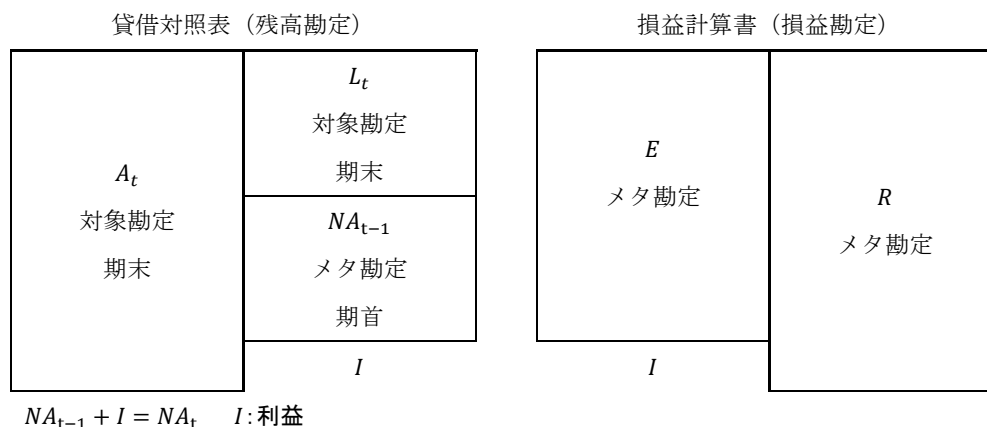 貸借対照表（残高勘定）
A_t
対象勘定
期末
L_t
対象勘定
期末
NA_{t−1}
メタ勘定
期首
I
損益計算書（損益勘定）
E
メタ勘定
I
R
メタ勘定
NA_{t−1} + I = NA_t　I:利益